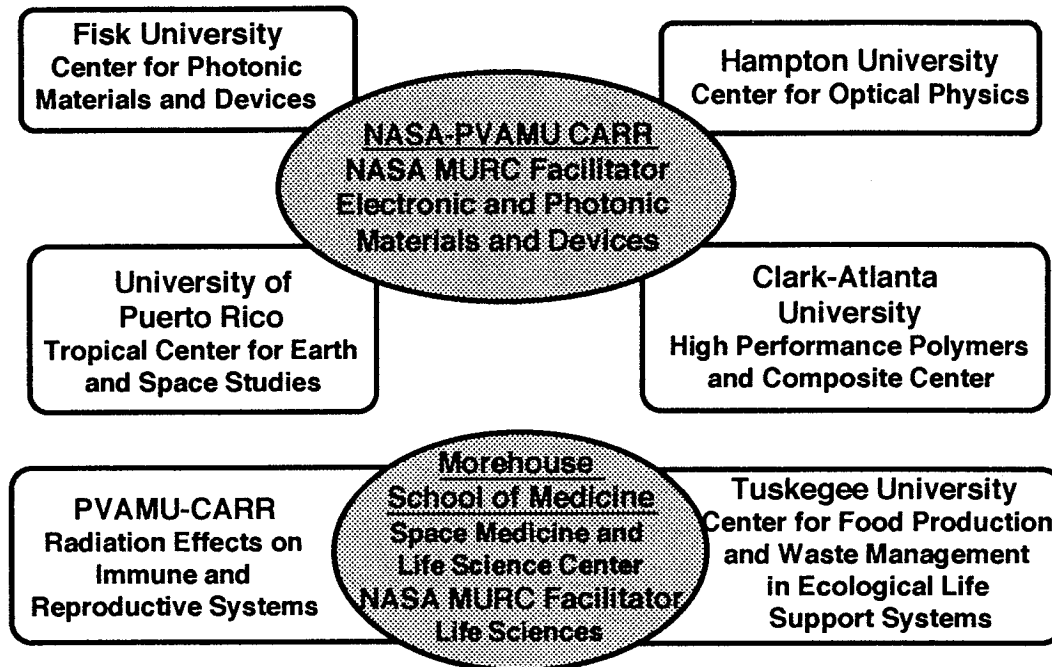 Fisk University
Center for Photonic
Materials and Devices
Hampton University
Center for Optical Physics
NASA-PVAMU CARR
NASA MURC Facilitator
Electronic and Photonic
Materials and Devices
University of
Puerto Rico
Tropical Center for Earth
and Space Studies
Clark-Atlanta
University
High Performance Polymers
and Composite Center
PVAMU-CARR
Radiation Effects on
Immune and
Reproductive Systems
Morehouse
School of Medicine
Space Medicine and
Life Science Center
NASA MURC Facilitator
Life Sciences
Tuskegee University
Center for Food Production
and Waste Management
in Ecological Life
Support Systems